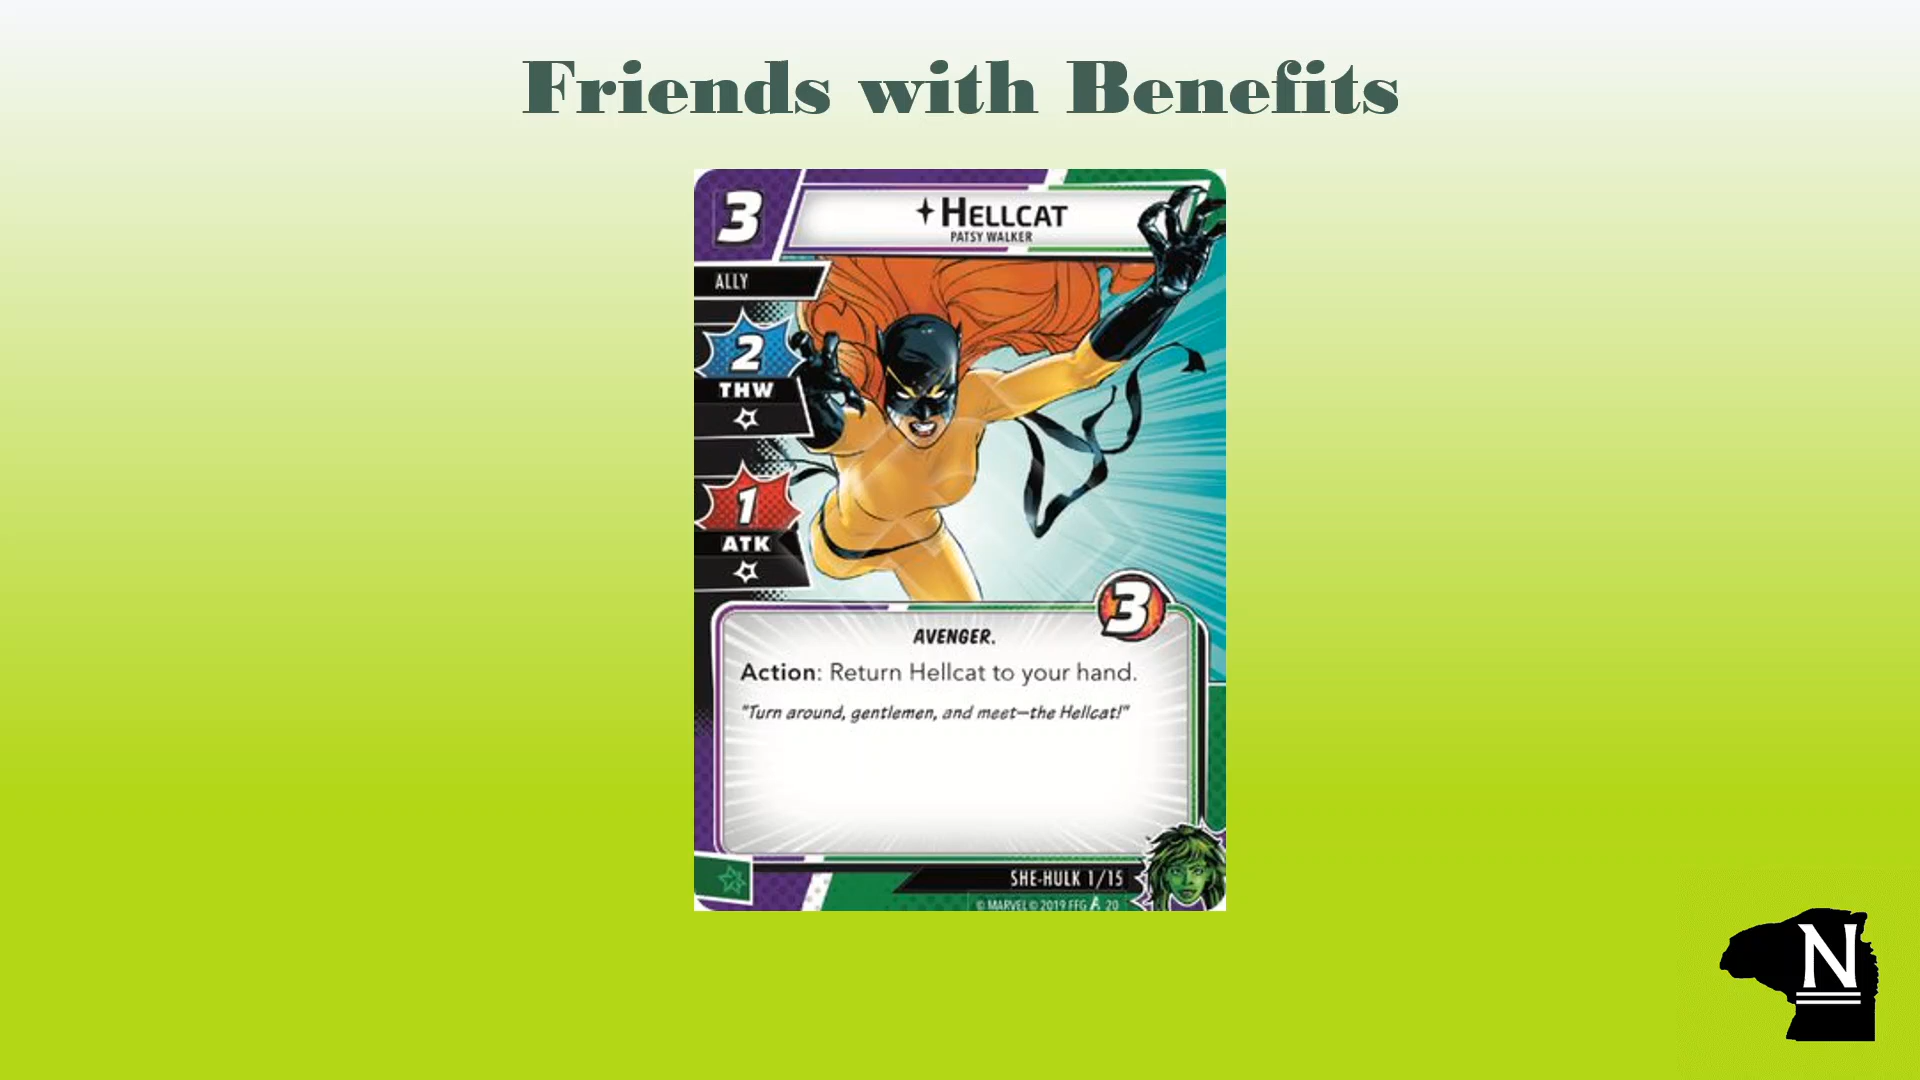 Friends with Benefits
3
HELLCAT
PATSY WALKER
ALLY
2
THW
1
ATK
3
AVENGER.
Action: Return Hellcat to your hand.
"Turn around, gentlemen, and meet—the Hellcat!"
SHE-HULK 1/15
© MARVEL © 2019 FFG A 20
N